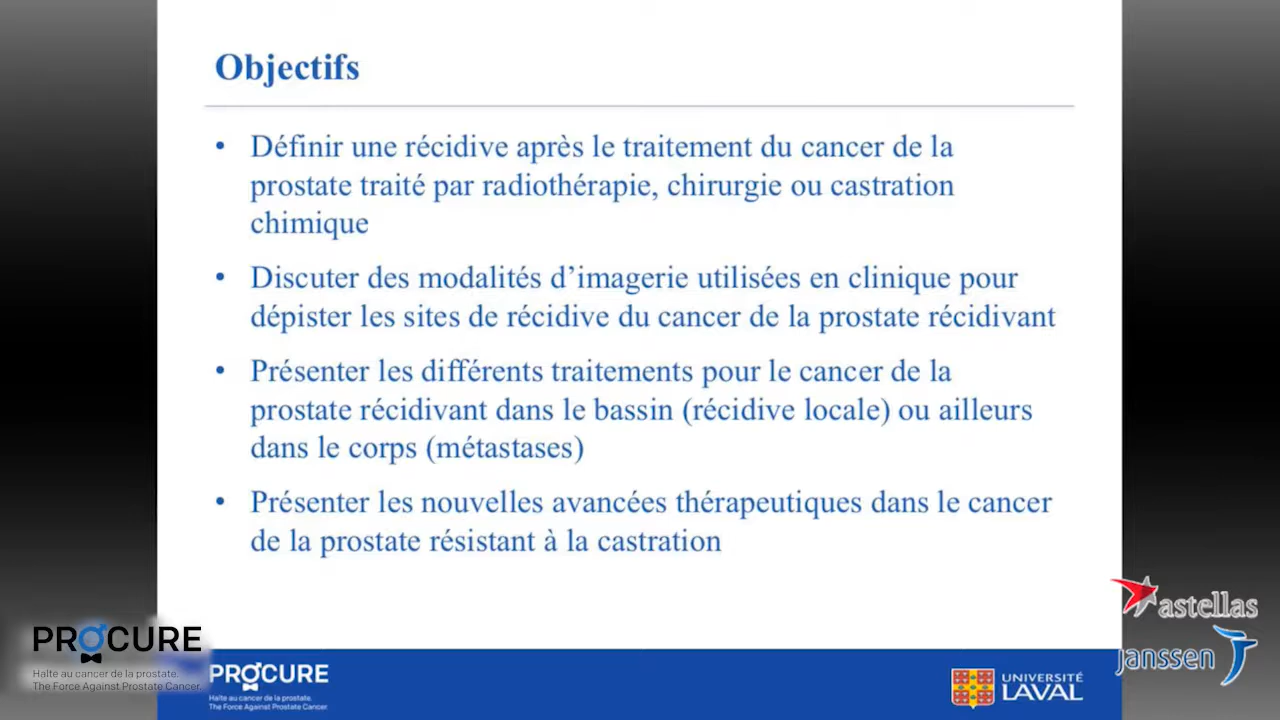 Objectifs
• Définir une récidive après le traitement du cancer de la
prostate traité par radiothérapie, chirurgie ou castration
chimique
• Discuter des modalités d’imagerie utilisées en clinique pour
dépister les sites de récidive du cancer de la prostate récidivant
• Présenter les différents traitements pour le cancer de la
prostate récidivant dans le bassin (récidive locale) ou ailleurs
dans le corps (métastases)
• Présenter les nouvelles avancées thérapeutiques dans le cancer
de la prostate résistant à la castration
astellas
janssen
PROCURE
Halte au cancer de la prostate.
The Force Against Prostate Cancer.
PROCURE
Halte au cancer de la prostate.
The Force Against Prostate Cancer.
UNIVERSITÉ
LAVAL